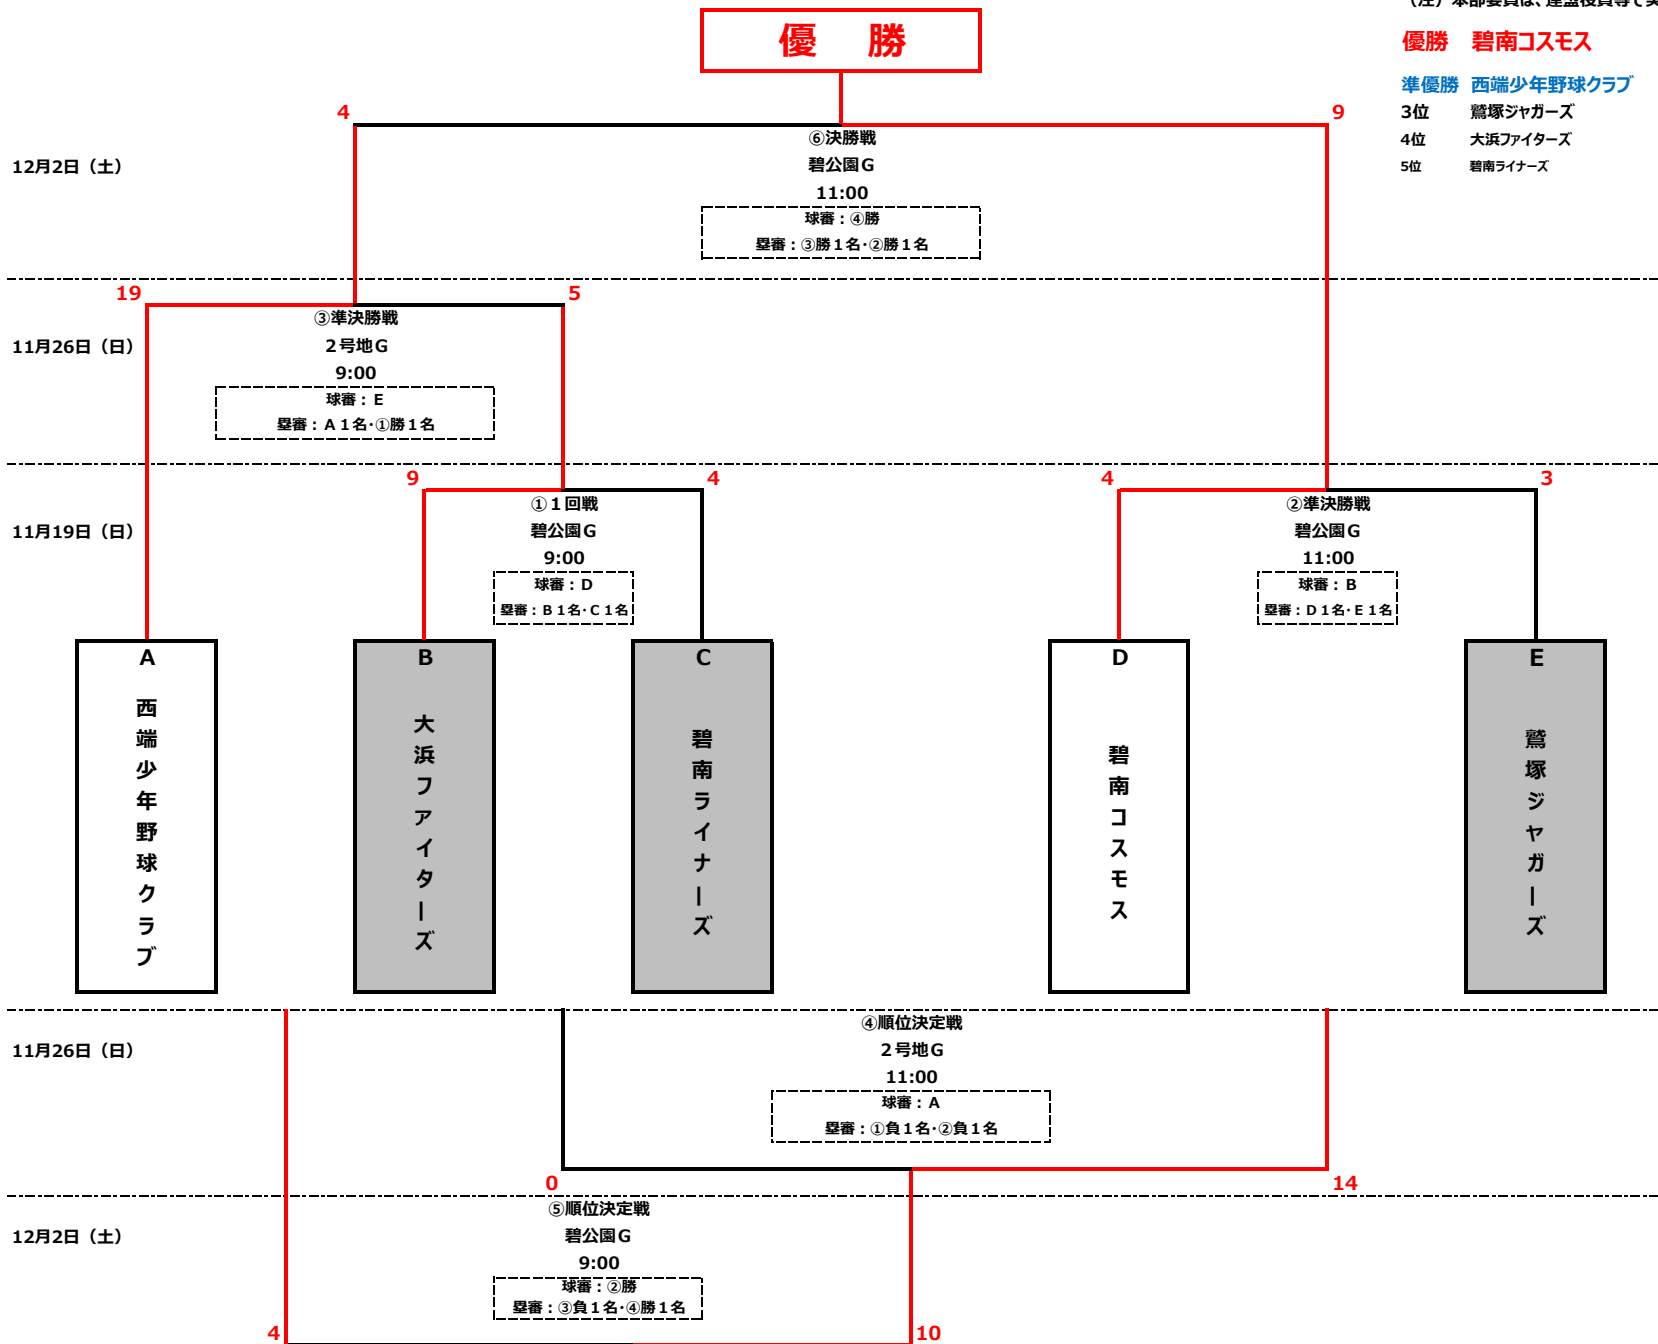 （注）本部委員は、連盟役員等で
優　勝
優勝　碧南コスモス
準優勝 西端少年野球クラブ
3位　鷲塚ジャガーズ
4位　大浜ファイターズ
5位　碧南ライナーズ
4
9
12月2日（土）
⑥決勝戦
碧公園G
11:00
球審：④勝
塁審：③勝1名・②勝1名
19
5
11月26日（日）
③準決勝戦
2号地G
9:00
球審：E
塁審：A1名・①勝1名
9
4
4
3
11月19日（日）
①1回戦
碧公園G
9:00
球審：D
塁審：B1名・C1名
②準決勝戦
碧公園G
11:00
球審：B
塁審：D1名・E1名
A
西端少年野球クラブ
B
大浜ファイターズ
C
碧南ライナーズ
D
碧南コスモス
E
鷲塚ジャガーズ
11月26日（日）
④順位決定戦
2号地G
11:00
球審：A
塁審：①負1名・②負1名
0
14
12月2日（土）
⑤順位決定戦
碧公園G
9:00
球審：②勝
塁審：③負1名・④勝1名
4
10